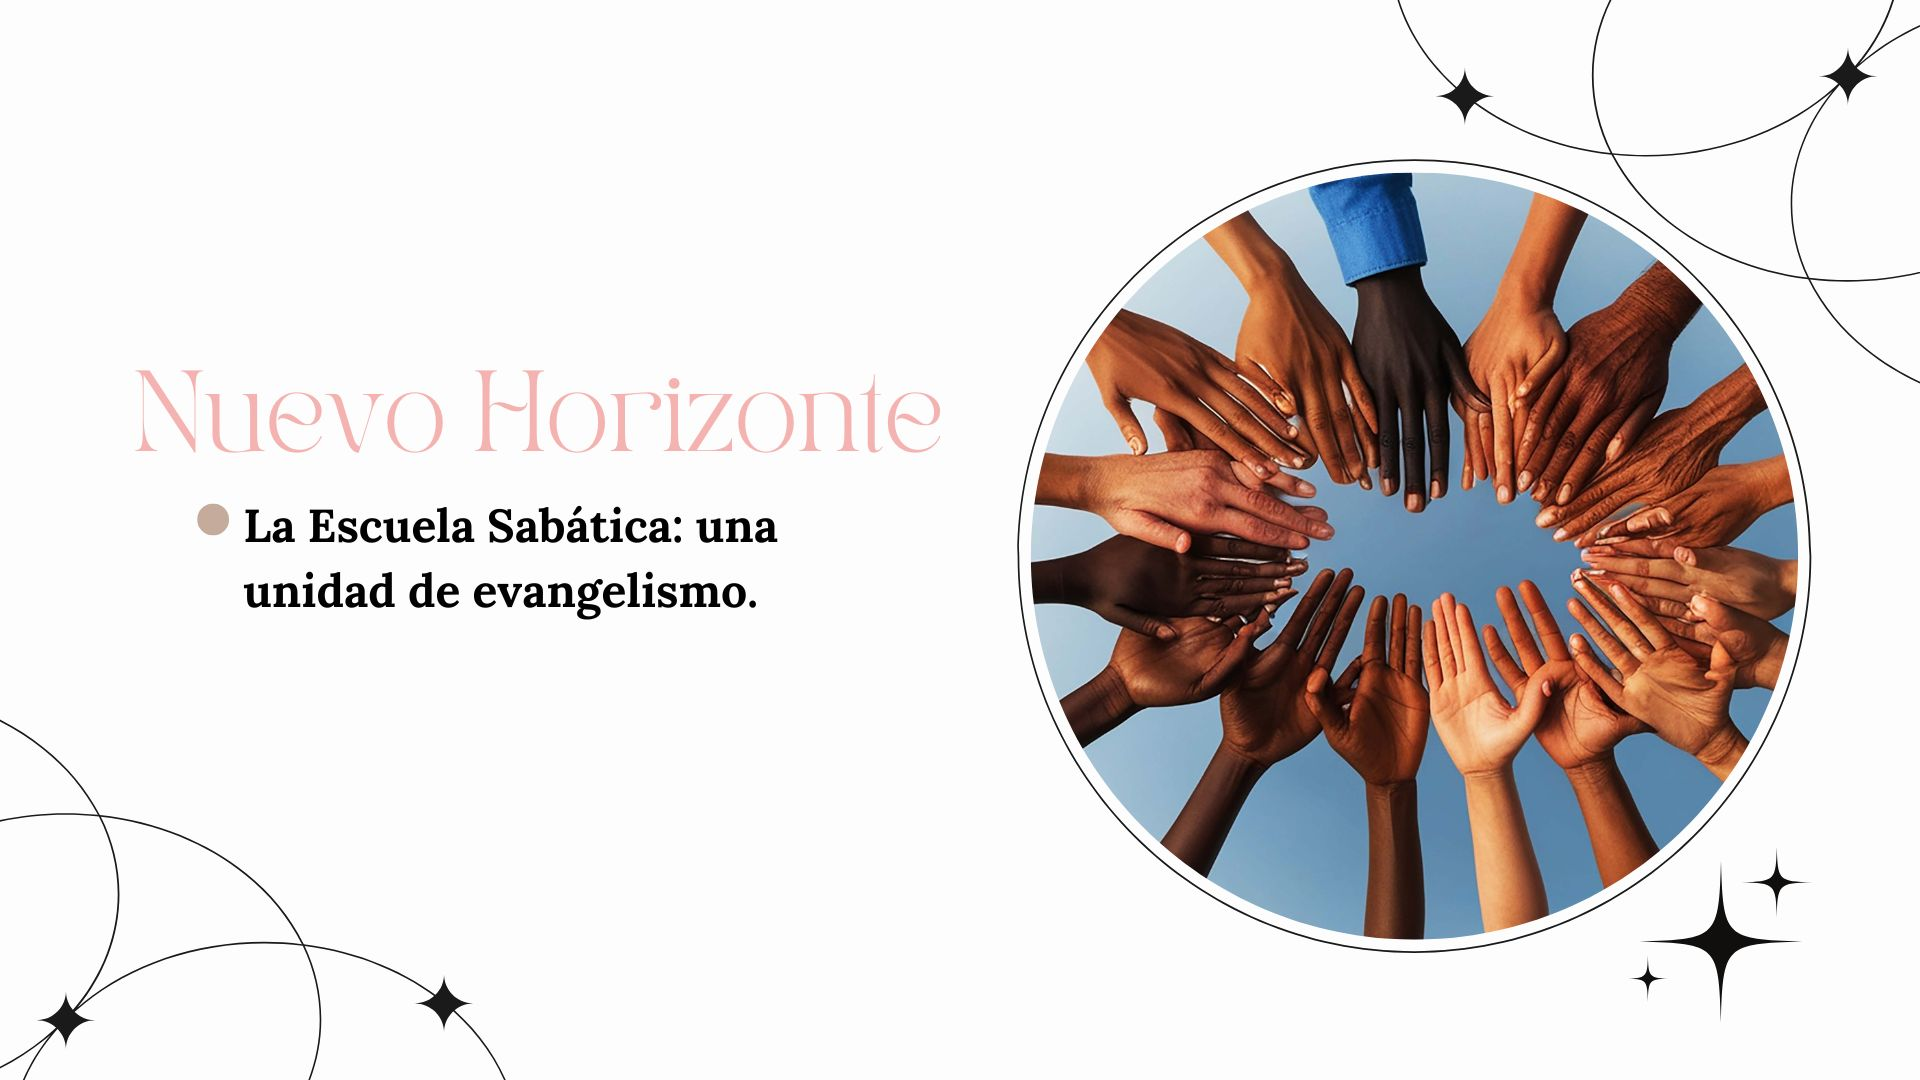 Nuevo Horizonte
La Escuela Sabática: una
unidad de evangelismo.